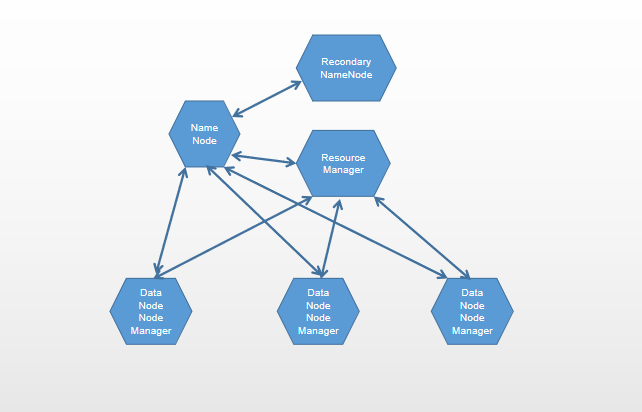 Recondary
NameNode
Name
Node
Resource
Manager
Data
Node
Node
Manager
Data
Node
Node
Manager
Data
Node
Node
Manager